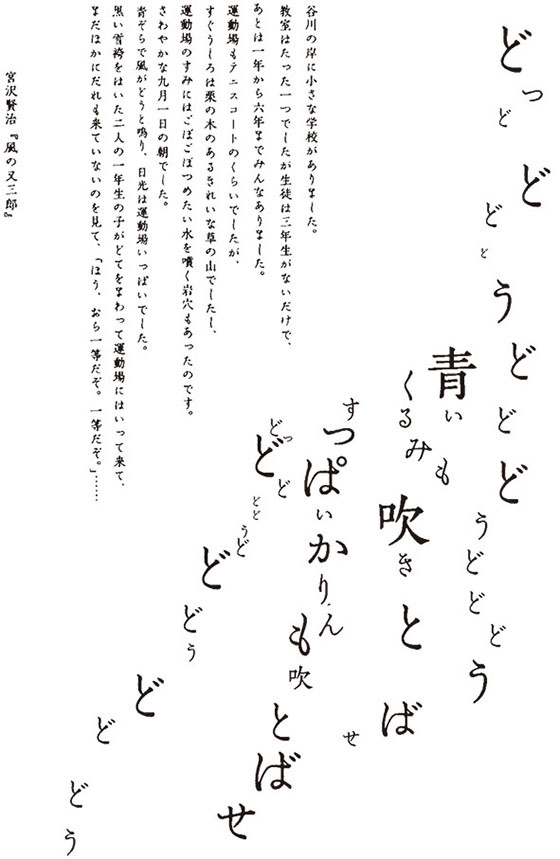 どっどどどどうどどどうどどどう
青いくるみも吹きとばせ
すっぱいかりんも吹きとばせ
どっどどどどうどどどうどどどう
谷川の岸に小さな学校がありました。
教室はたった一つでしたが生徒は三年生がないだけで、
あとは一年から六年までみんなありました。
運動場もテニスコートのくらいでしたが、
すぐうしろは栗の木のあるきれいな草の山でしたし、
運動場のすみにはごぼごぼつめたい水を噴く岩穴もあったのです。
さわやかな九月一日の朝でした。
青ぞらで風がどうと鳴り、日光は運動場いっぱいでした。
黒い雪袴をはいた二人の一年生の子がどてをまわって運動場にはいって来て、
まだほかにだれも来ていないのを見て、「ほう、おら一等だぞ。一等だぞ。」……
宮沢賢治『風の又三郎』